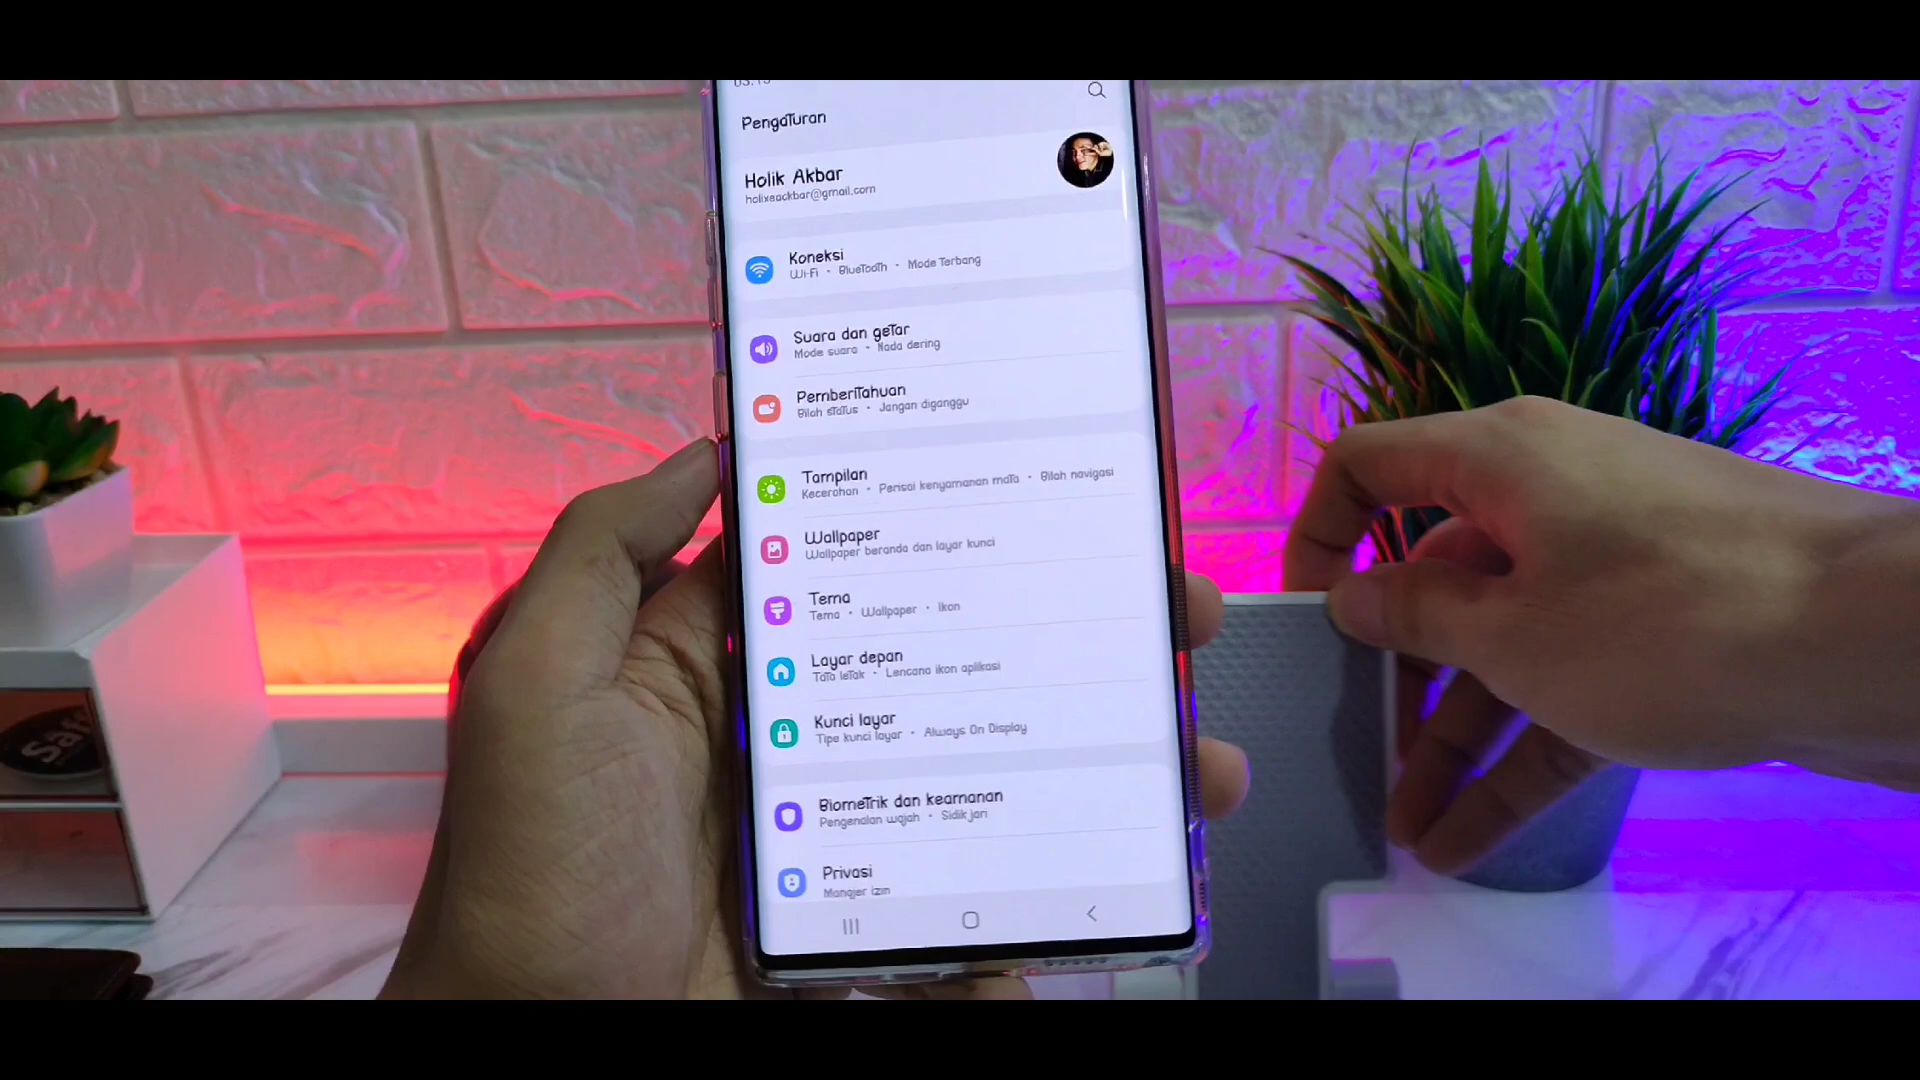 Pengaturan
Holik Akbar
holixeackbar@gmail.com
Koneksi
Wi-Fi • Bluetooth • Mode Terbang
Suara dan getar
Mode suara • Nada dering
Pemberitahuan
Bilah status • Jangan diganggu
Tampilan
Kecerahan • Perisai kenyamanan mata • Bilah navigasi
Wallpaper
Wallpaper beranda dan layar kunci
Tema
Tema • Wallpaper • Ikon
Layar depan
Tata letak • Lencana ikon aplikasi
Kunci layar
Tipe kunci layar • Always On Display
Biometrik dan keamanan
Pengenalan wajah • Sidik jari
Privasi
Manajer izin